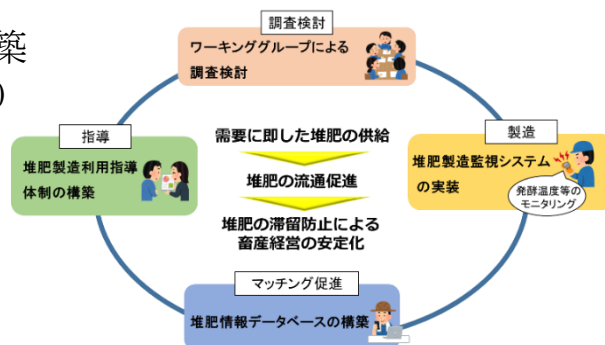 築
)
調査検討
ワーキンググループによる
調査検討
指導
堆肥製造利用指導
体制の構築
需要に即した堆肥の供給
堆肥の流通促進
堆肥の滞留防止による
畜産経営の安定化
製造
堆肥製造監視システム
の実装
発酵温度等の
モニタリング
マッチング促進
堆肥情報データベースの構築